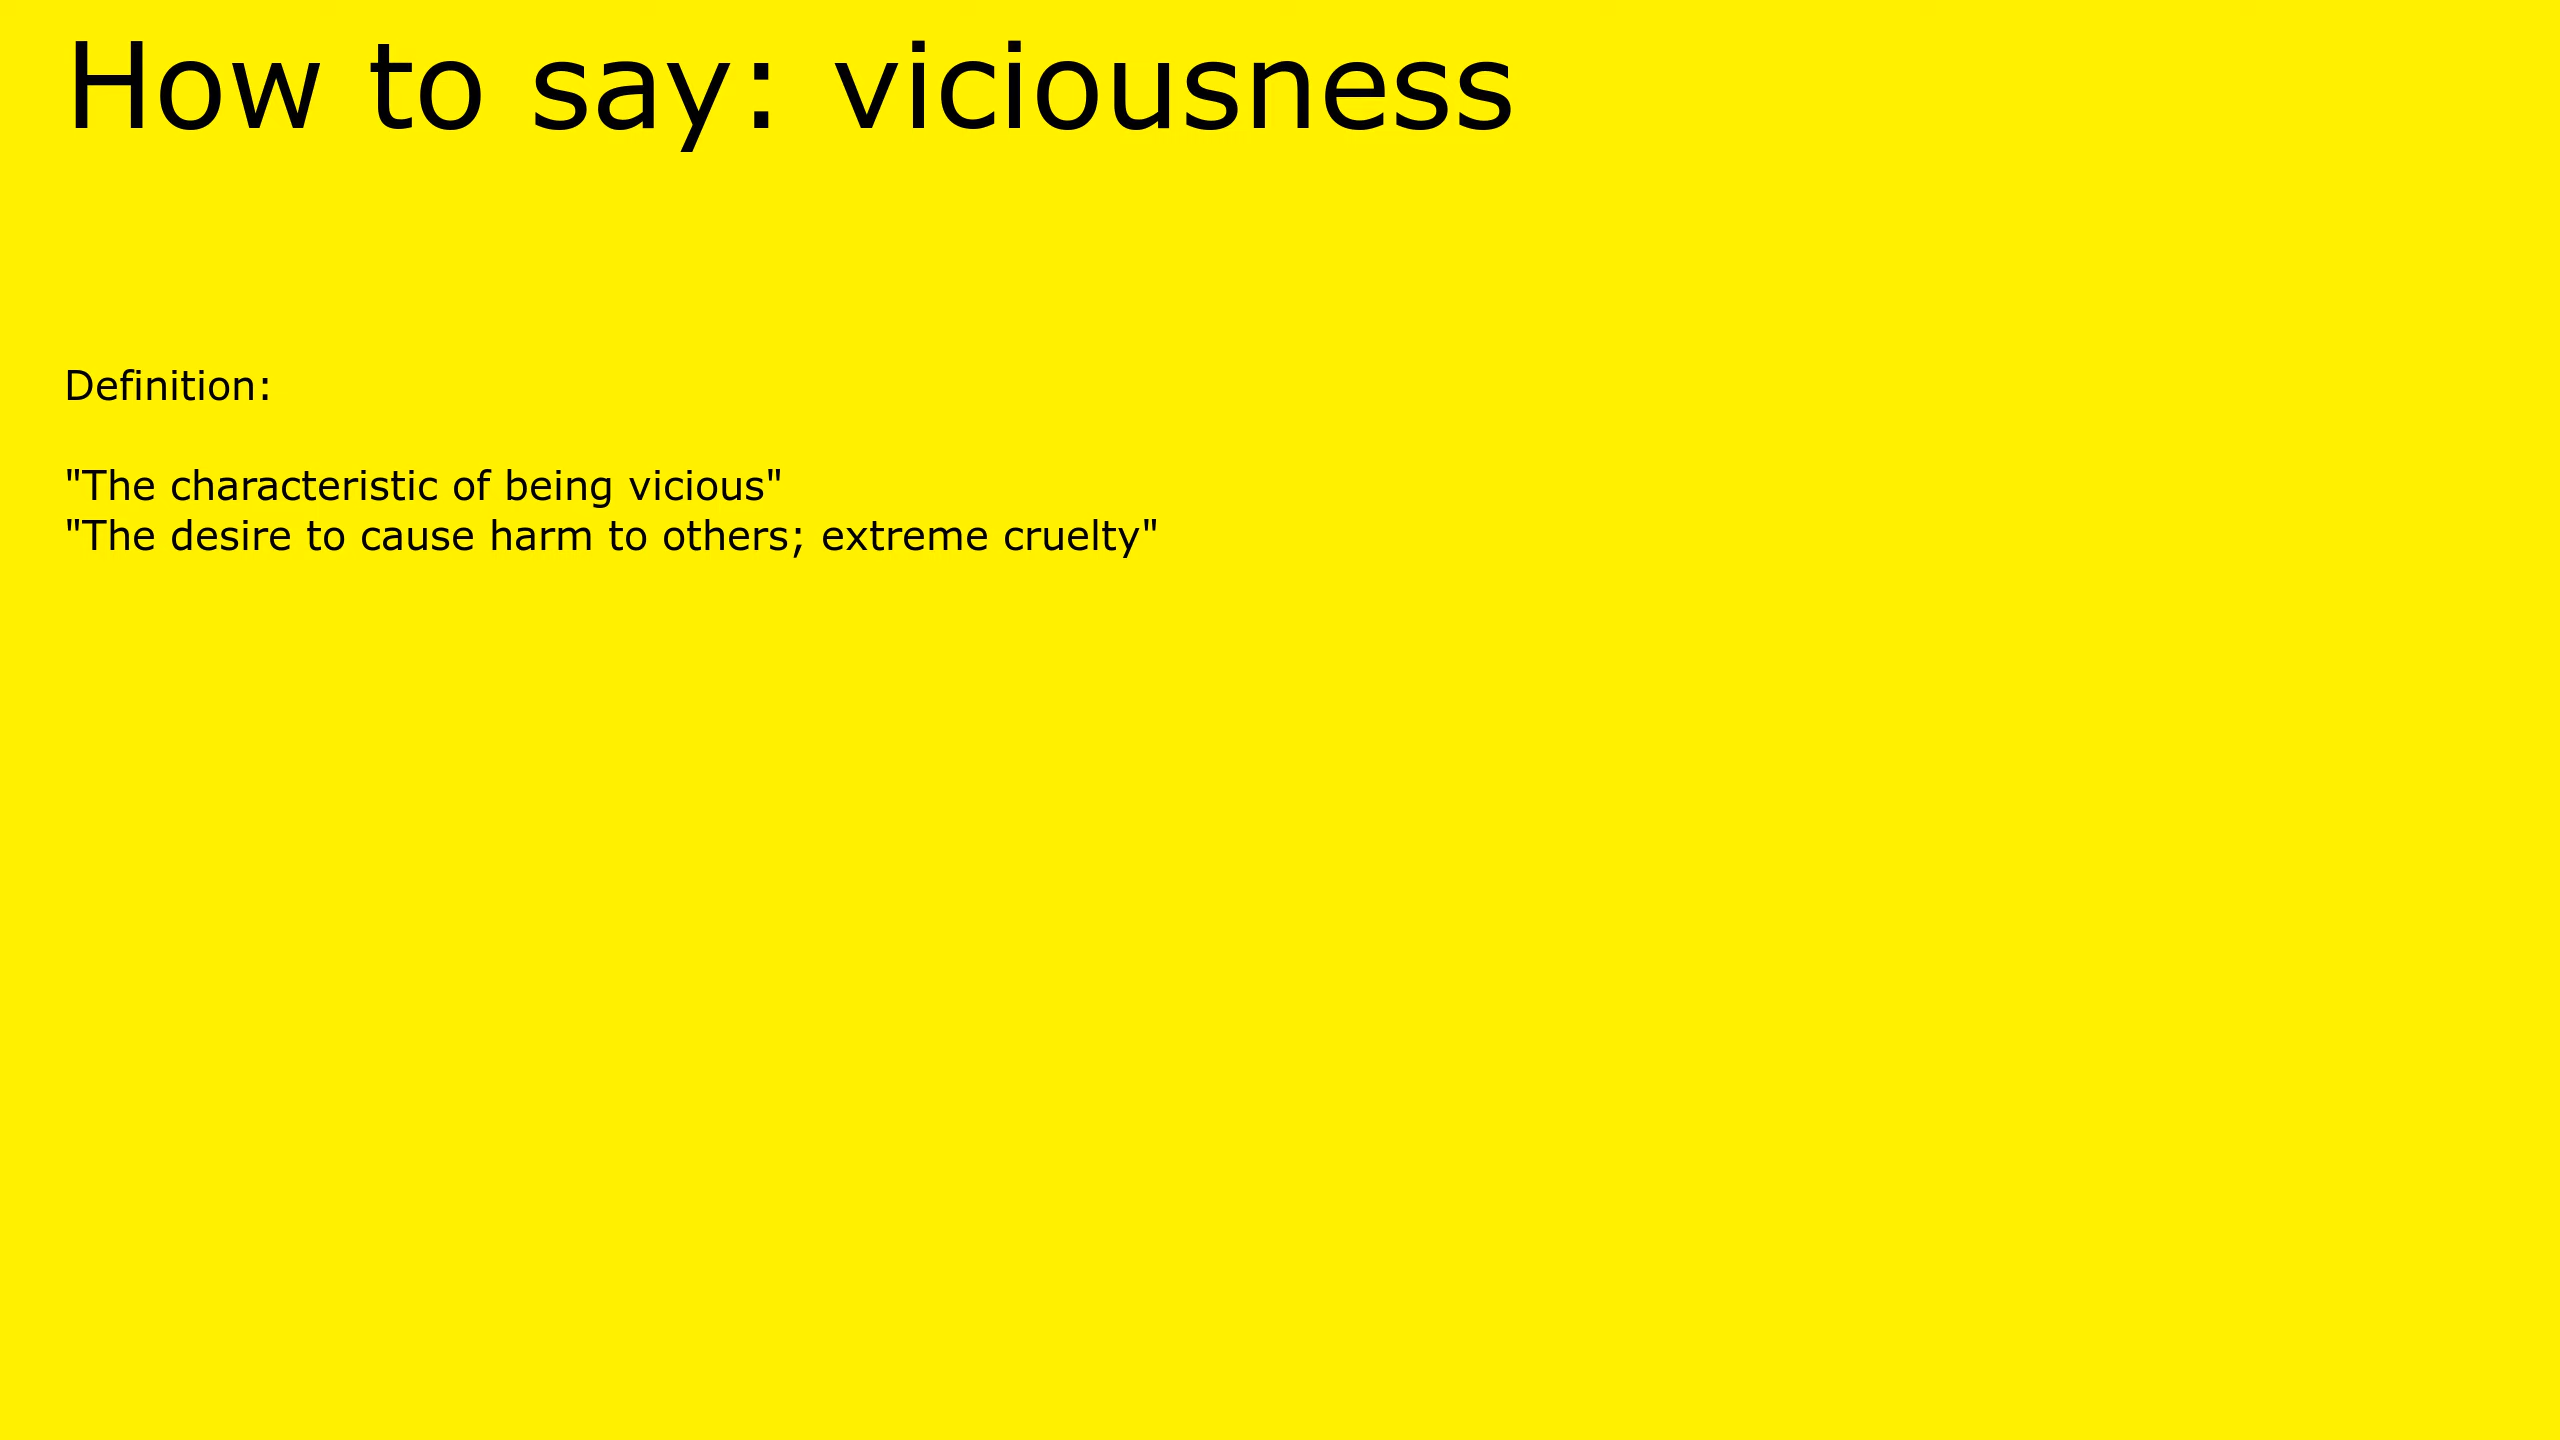 How to say: viciousness
Definition:
"The characteristic of being vicious"
"The desire to cause harm to others; extreme cruelty"